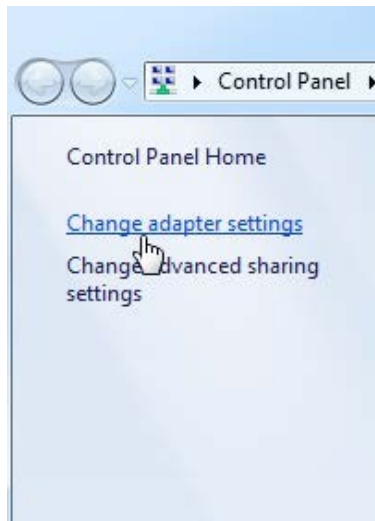 Control Panel
Control Panel Home
Change adapter settings
Change advanced sharing
settings